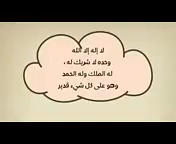 لا إله إلا الله
وحده لا شريك له ،
له الملك وله الحمد
وهو على كل شيء قدير